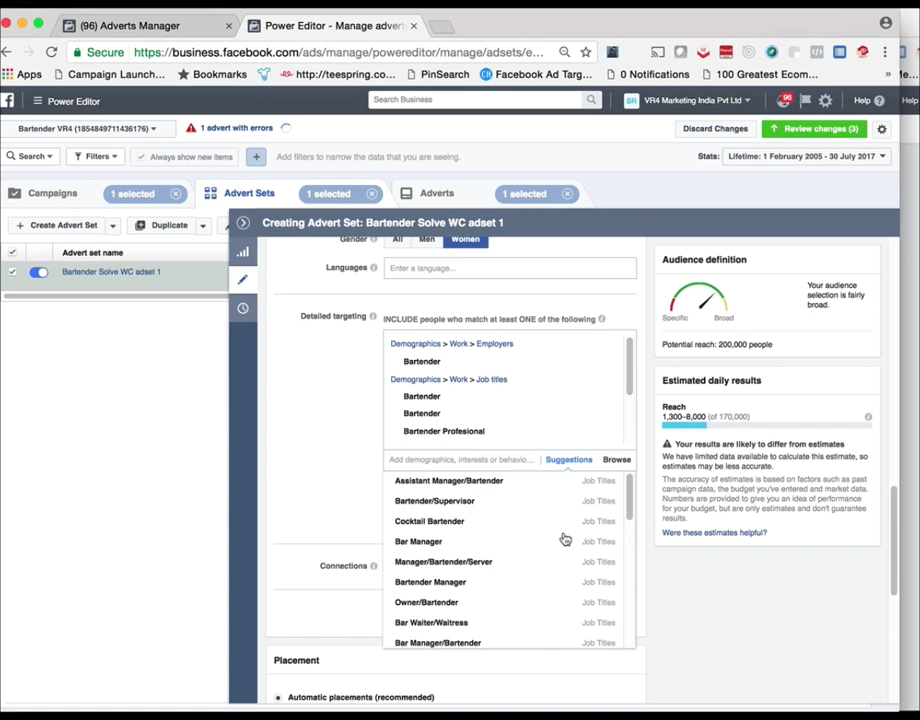 (96) Adverts Manager
Power Editor - Manage advert:
Secure https://business.facebook.com/ads/manage/powereditor/manage/adsets/e...
Apps Campaign Launch... Bookmarks http://teespring.co... PinSearch Facebook Ad Targ... 0 Notifications 100 Greatest Ecom...
Power Editor
Search Business
VR4 Marketing India Pvt Ltd
96
Help
Help
Bartender VR4 (1854849711436176)
1 advert with errors
Discard Changes
Review changes (3)
Search
Filters
Always show new items
Add filters to narrow the data that you are seeing.
Stats: Lifetime: 1 February 2005 - 30 July 2017
Campaigns
1 selected
Advert Sets
1 selected
Adverts
1 selected
+ Create Advert Set
Duplicate
Creating Advert Set: Bartender Solve WC adset 1
Advert set name
Bartender Solve WC adset 1
Gender
All Men Women
Languages
Enter a language...
Detailed targeting
INCLUDE people who match at least ONE of the following
Demographics > Work > Employers
Bartender
Demographics > Work > Job titles
Bartender
Bartender
Bartender Profesional
Add demographics, interests or behavio...
Suggestions
Browse
Assistant Manager/Bartender Job Titles
Bartender/Supervisor Job Titles
Cocktail Bartender Job Titles
Bar Manager Job Titles
Manager/Bartender/Server Job Titles
Bartender Manager Job Titles
Owner/Bartender Job Titles
Bar Waiter/Waitress Job Titles
Bar Manager/Bartender Job Titles
Connections
Placement
Automatic placements (recommended)
Audience definition
Your audience
selection is fairly
broad.
Specific Broad
Potential reach: 200,000 people
Estimated daily results
Reach
1,300–8,000 (of 170,000)
Your results are likely to differ from estimates
We have limited data available to calculate this estimate, so
estimates may be less accurate.
The accuracy of estimates is based on factors such as past
campaign data, the budget you've entered and market data.
Numbers are provided to give you an idea of performance
for your budget, but are only estimates and don't guarantee
results.
Were these estimates helpful?